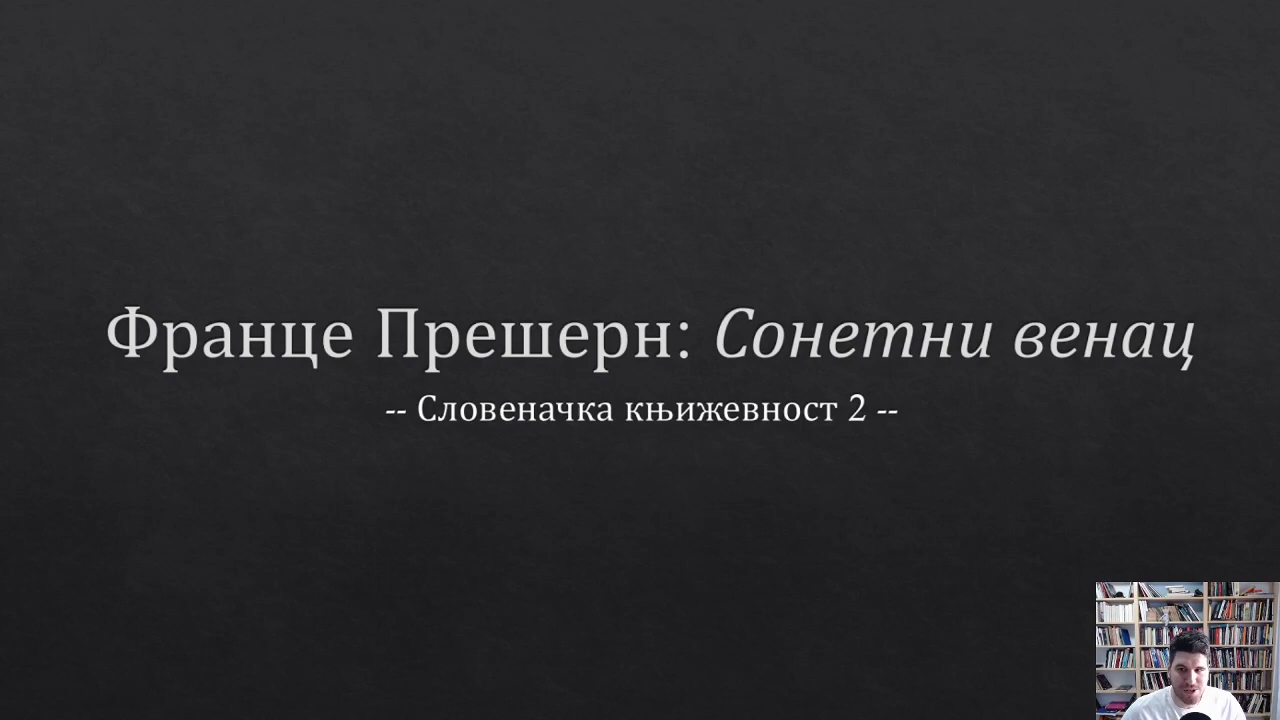 Франце Прешерн: Сонетни венац
-- Словеначка књижевност 2 --